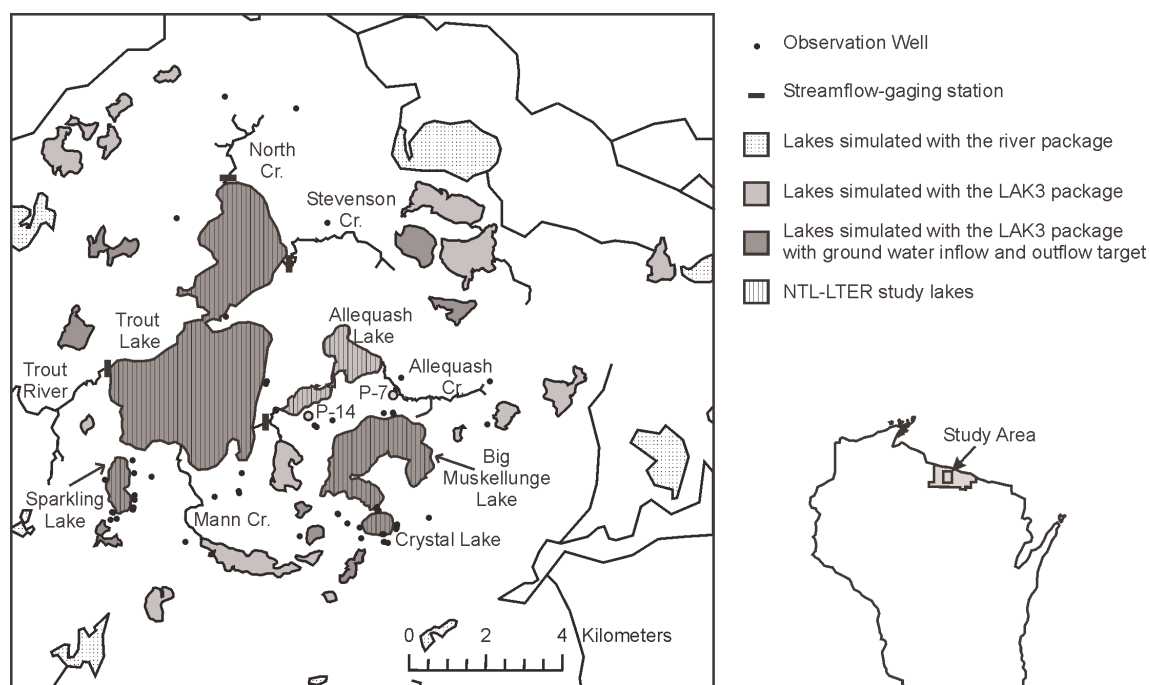 North
Cr.
Stevenson
Cr.
Trout
Lake
Allequash
Lake
Trout
River
Allequash
Cr.
P-7
P-14
Big
Muskellunge
Lake
Sparkling
Lake
Mann Cr.
Crystal Lake
0 2 4 Kilometers
Observation Well
Streamflow-gaging station
Lakes simulated with the river package
Lakes simulated with the LAK3 package
Lakes simulated with the LAK3 package
with ground water inflow and outflow target
NTL-LTER study lakes
Study Area